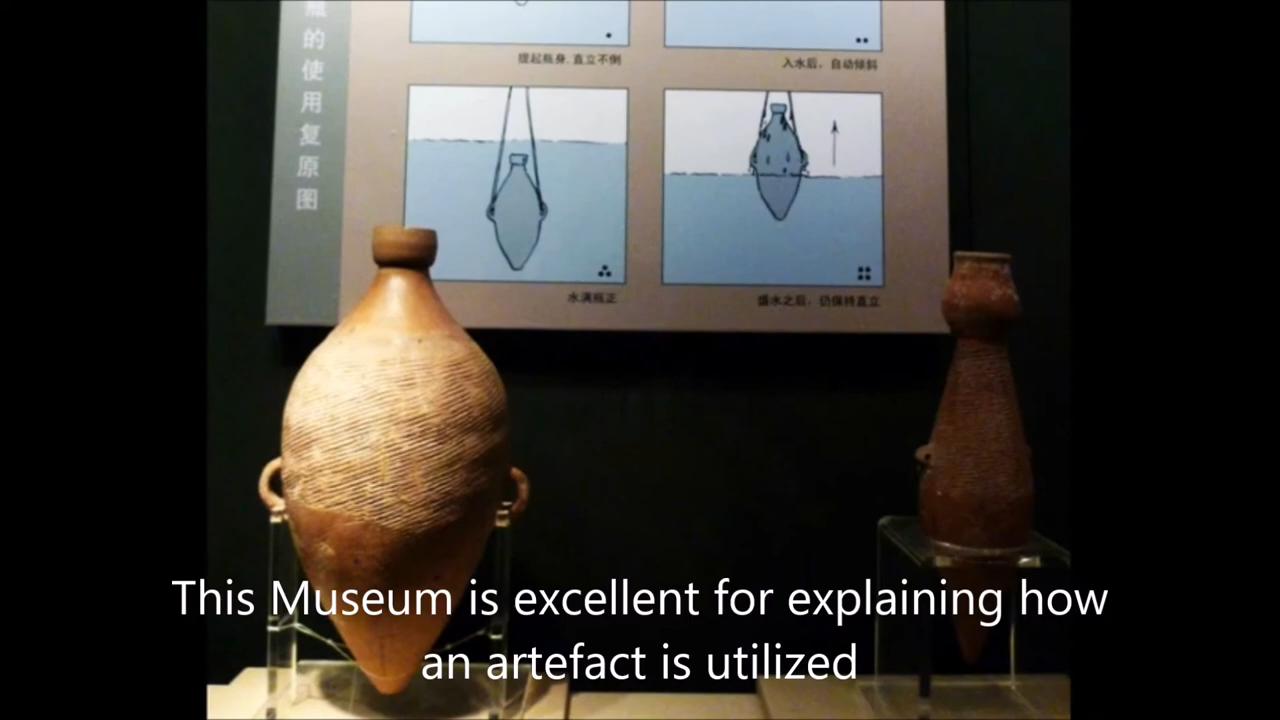 瓶的使用复原图
提起瓶身,直立不倒
入水后,自动倾斜
水满瓶正
盛水之后,仍保持直立
This Museum is excellent for explaining how
an artefact is utilized